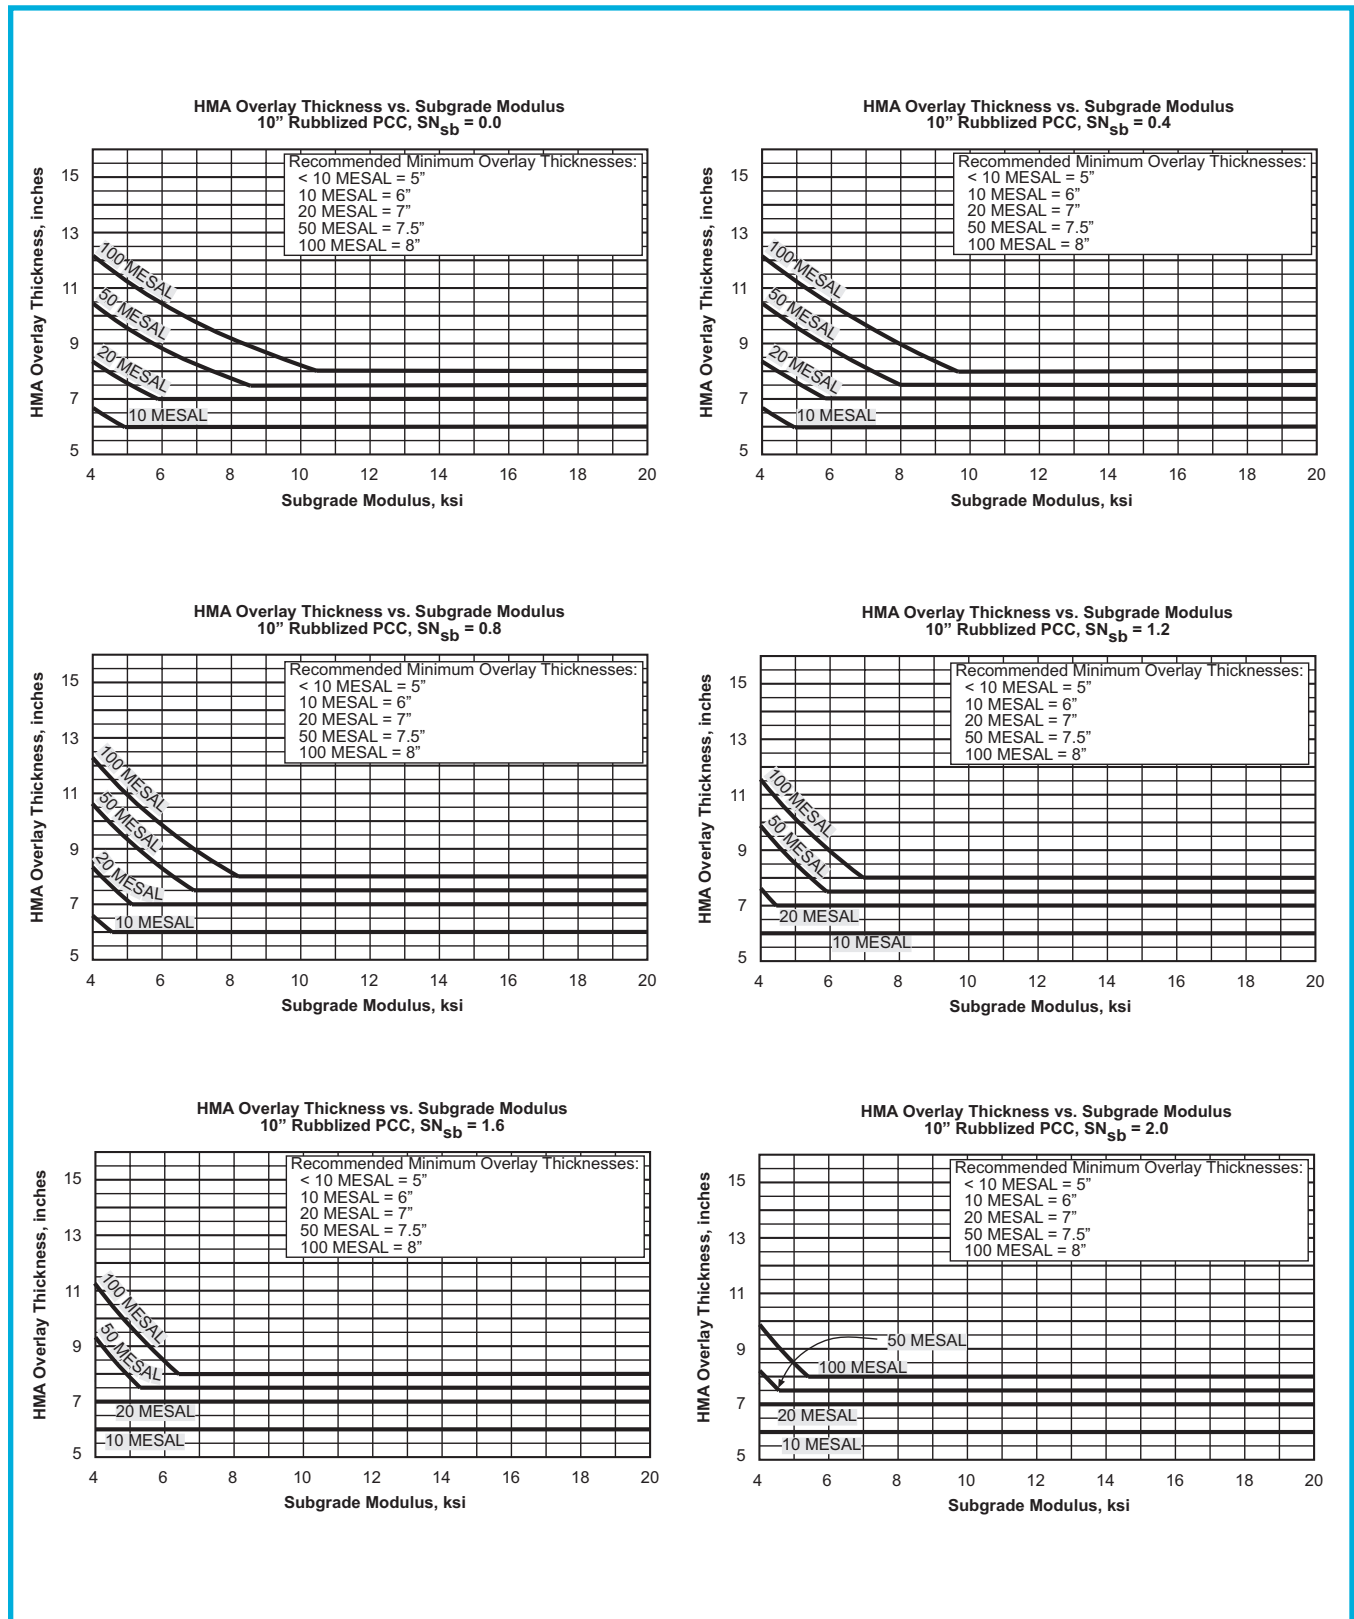 HMA Overlay Thickness vs. Subgrade Modulus
10” Rubblized PCC, SNsb = 0.0
HMA Overlay Thickness, inches
15
13
11
9
7
5
Recommended Minimum Overlay Thicknesses:
< 10 MESAL = 5”
10 MESAL = 6”
20 MESAL = 7”
50 MESAL = 7.5”
100 MESAL = 8”
100 MESAL
50 MESAL
20 MESAL
10 MESAL
4 6 8 10 12 14 16 18 20
Subgrade Modulus, ksi
HMA Overlay Thickness vs. Subgrade Modulus
10” Rubblized PCC, SNsb = 0.4
HMA Overlay Thickness, inches
15
13
11
9
7
5
Recommended Minimum Overlay Thicknesses:
< 10 MESAL = 5”
10 MESAL = 6”
20 MESAL = 7”
50 MESAL = 7.5”
100 MESAL = 8”
100 MESAL
50 MESAL
20 MESAL
10 MESAL
4 6 8 10 12 14 16 18 20
Subgrade Modulus, ksi
HMA Overlay Thickness vs. Subgrade Modulus
10” Rubblized PCC, SNsb = 0.8
HMA Overlay Thickness, inches
15
13
11
9
7
5
Recommended Minimum Overlay Thicknesses:
< 10 MESAL = 5”
10 MESAL = 6”
20 MESAL = 7”
50 MESAL = 7.5”
100 MESAL = 8”
100 MESAL
50 MESAL
20 MESAL
10 MESAL
4 6 8 10 12 14 16 18 20
Subgrade Modulus, ksi
HMA Overlay Thickness vs. Subgrade Modulus
10” Rubblized PCC, SNsb = 1.2
HMA Overlay Thickness, inches
15
13
11
9
7
5
Recommended Minimum Overlay Thicknesses:
< 10 MESAL = 5”
10 MESAL = 6”
20 MESAL = 7”
50 MESAL = 7.5”
100 MESAL = 8”
100 MESAL
50 MESAL
20 MESAL
10 MESAL
4 6 8 10 12 14 16 18 20
Subgrade Modulus, ksi
HMA Overlay Thickness vs. Subgrade Modulus
10” Rubblized PCC, SNsb = 1.6
HMA Overlay Thickness, inches
15
13
11
9
7
5
Recommended Minimum Overlay Thicknesses:
< 10 MESAL = 5”
10 MESAL = 6”
20 MESAL = 7”
50 MESAL = 7.5”
100 MESAL = 8”
100 MESAL
50 MESAL
20 MESAL
10 MESAL
4 6 8 10 12 14 16 18 20
Subgrade Modulus, ksi
HMA Overlay Thickness vs. Subgrade Modulus
10” Rubblized PCC, SNsb = 2.0
HMA Overlay Thickness, inches
15
13
11
9
7
5
Recommended Minimum Overlay Thicknesses:
< 10 MESAL = 5”
10 MESAL = 6”
20 MESAL = 7”
50 MESAL = 7.5”
100 MESAL = 8”
50 MESAL
100 MESAL
20 MESAL
10 MESAL
4 6 8 10 12 14 16 18 20
Subgrade Modulus, ksi